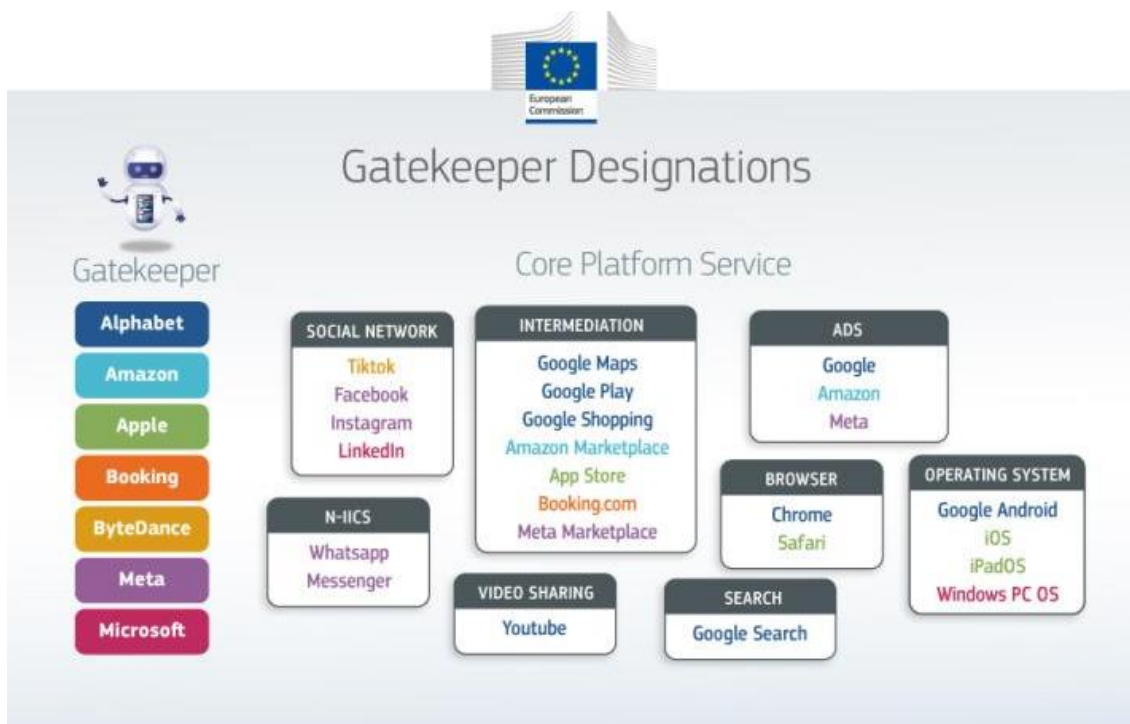 European
Commission
Gatekeeper Designations
Gatekeeper
Alphabet
Amazon
Apple
Booking
ByteDance
Meta
Microsoft
Core Platform Service
SOCIAL NETWORK
Tiktok
Facebook
Instagram
LinkedIn
INTERMEDIATION
Google Maps
Google Play
Google Shopping
Amazon Marketplace
App Store
Booking.com
Meta Marketplace
ADS
Google
Amazon
Meta
N-IICS
Whatsapp
Messenger
BROWSER
Chrome
Safari
OPERATING SYSTEM
Google Android
iOS
iPadOS
Windows PC OS
VIDEO SHARING
Youtube
SEARCH
Google Search